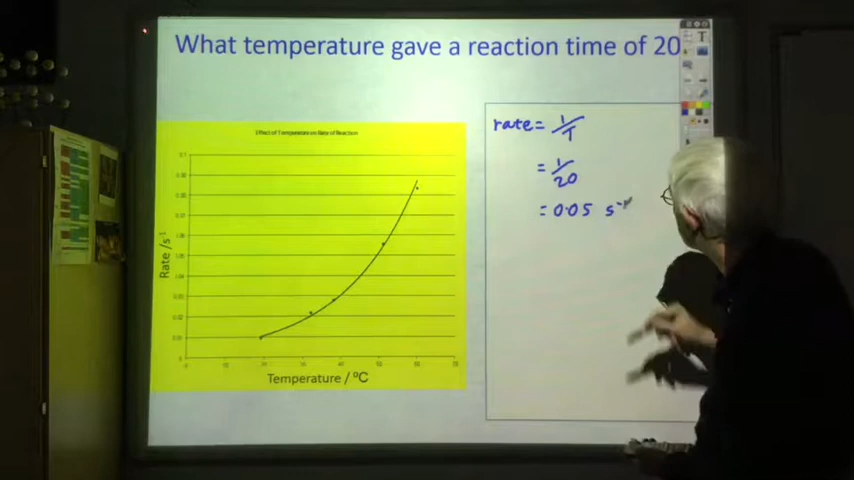 What temperature gave a reaction time of 20
Effect of Temperature on Rate of Reaction
Rate /s⁻¹
Temperature / ⁰C
rate = 1/T
= 1/20
= 0.05 s⁻¹